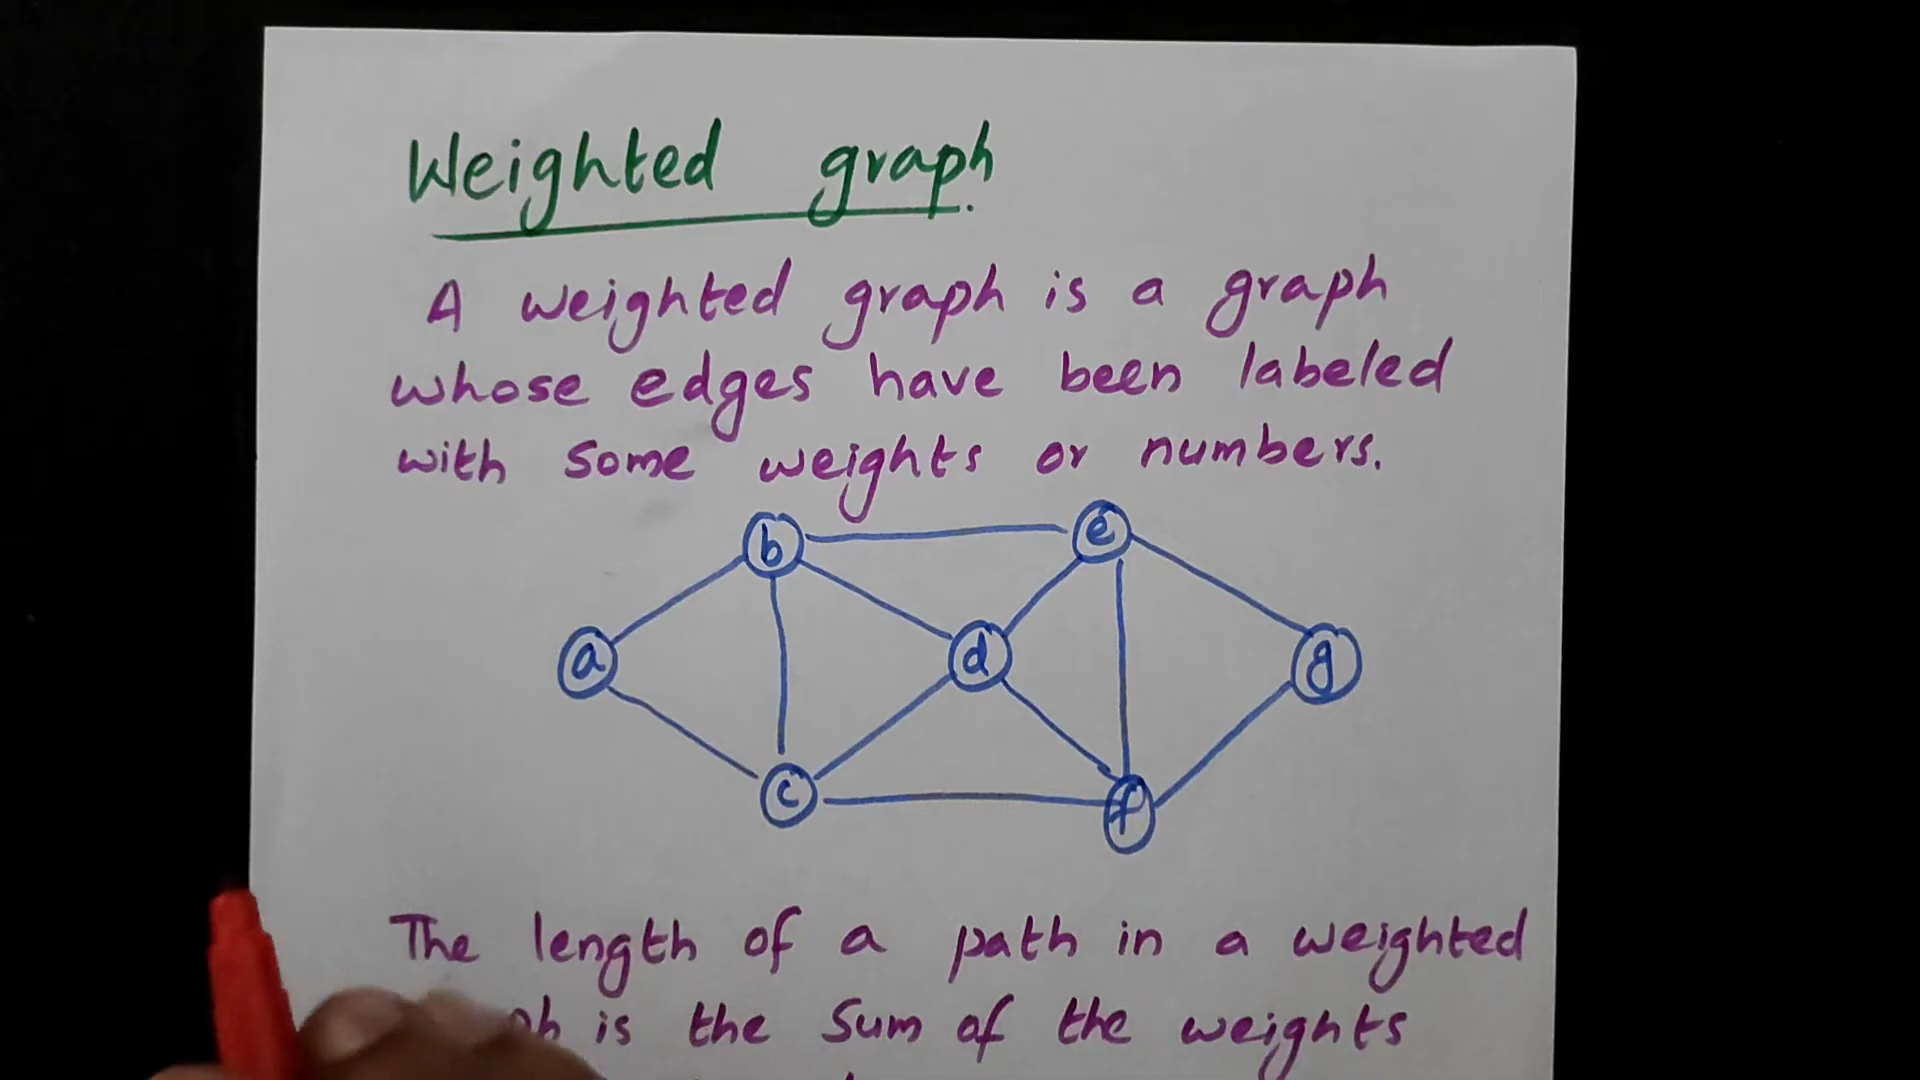 Weighted graph.
A weighted graph is a graph
whose edges have been labeled
with some weights or numbers.
b e
a d g
c f
The length of a path in a weighted
is the sum of the weights